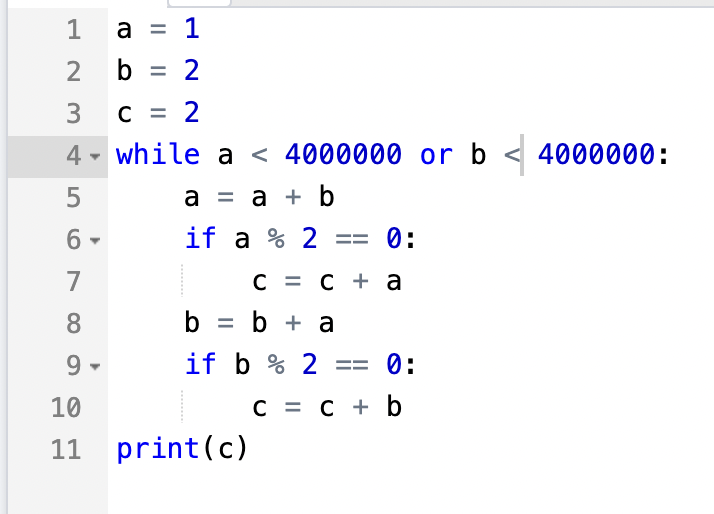 1 a = 1
2 b = 2
3 c = 2
4 while a < 4000000 or b < 4000000:
5     a = a + b
6     if a % 2 == 0:
7         c = c + a
8     b = b + a
9     if b % 2 == 0:
10         c = c + b
11 print(c)